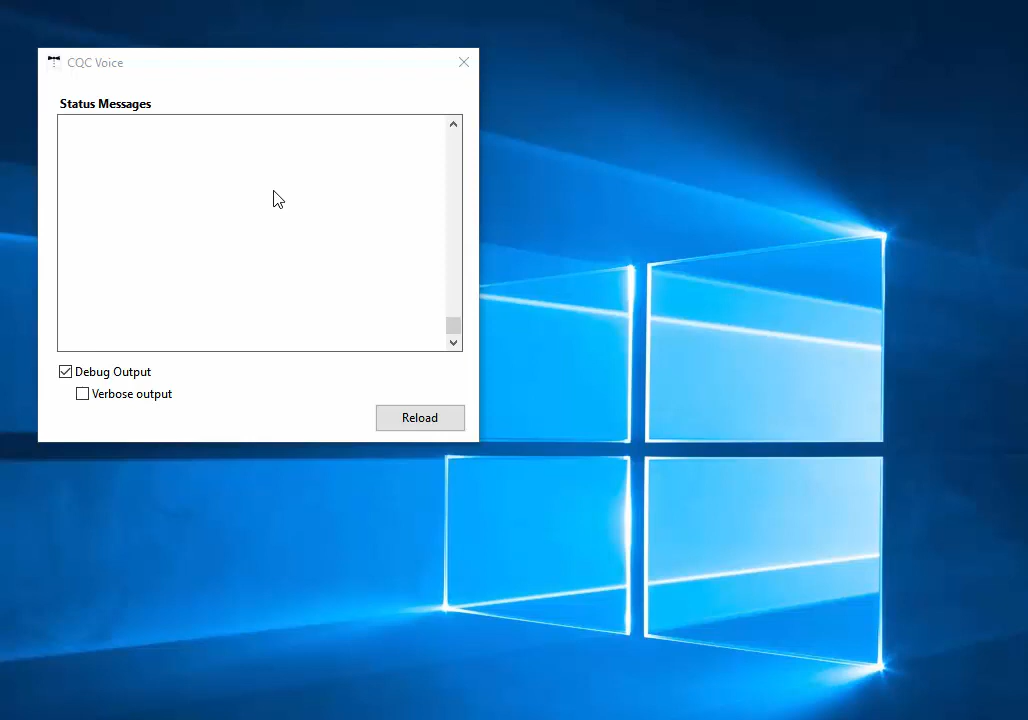 CQC Voice
Status Messages
Debug Output
Verbose output
Reload